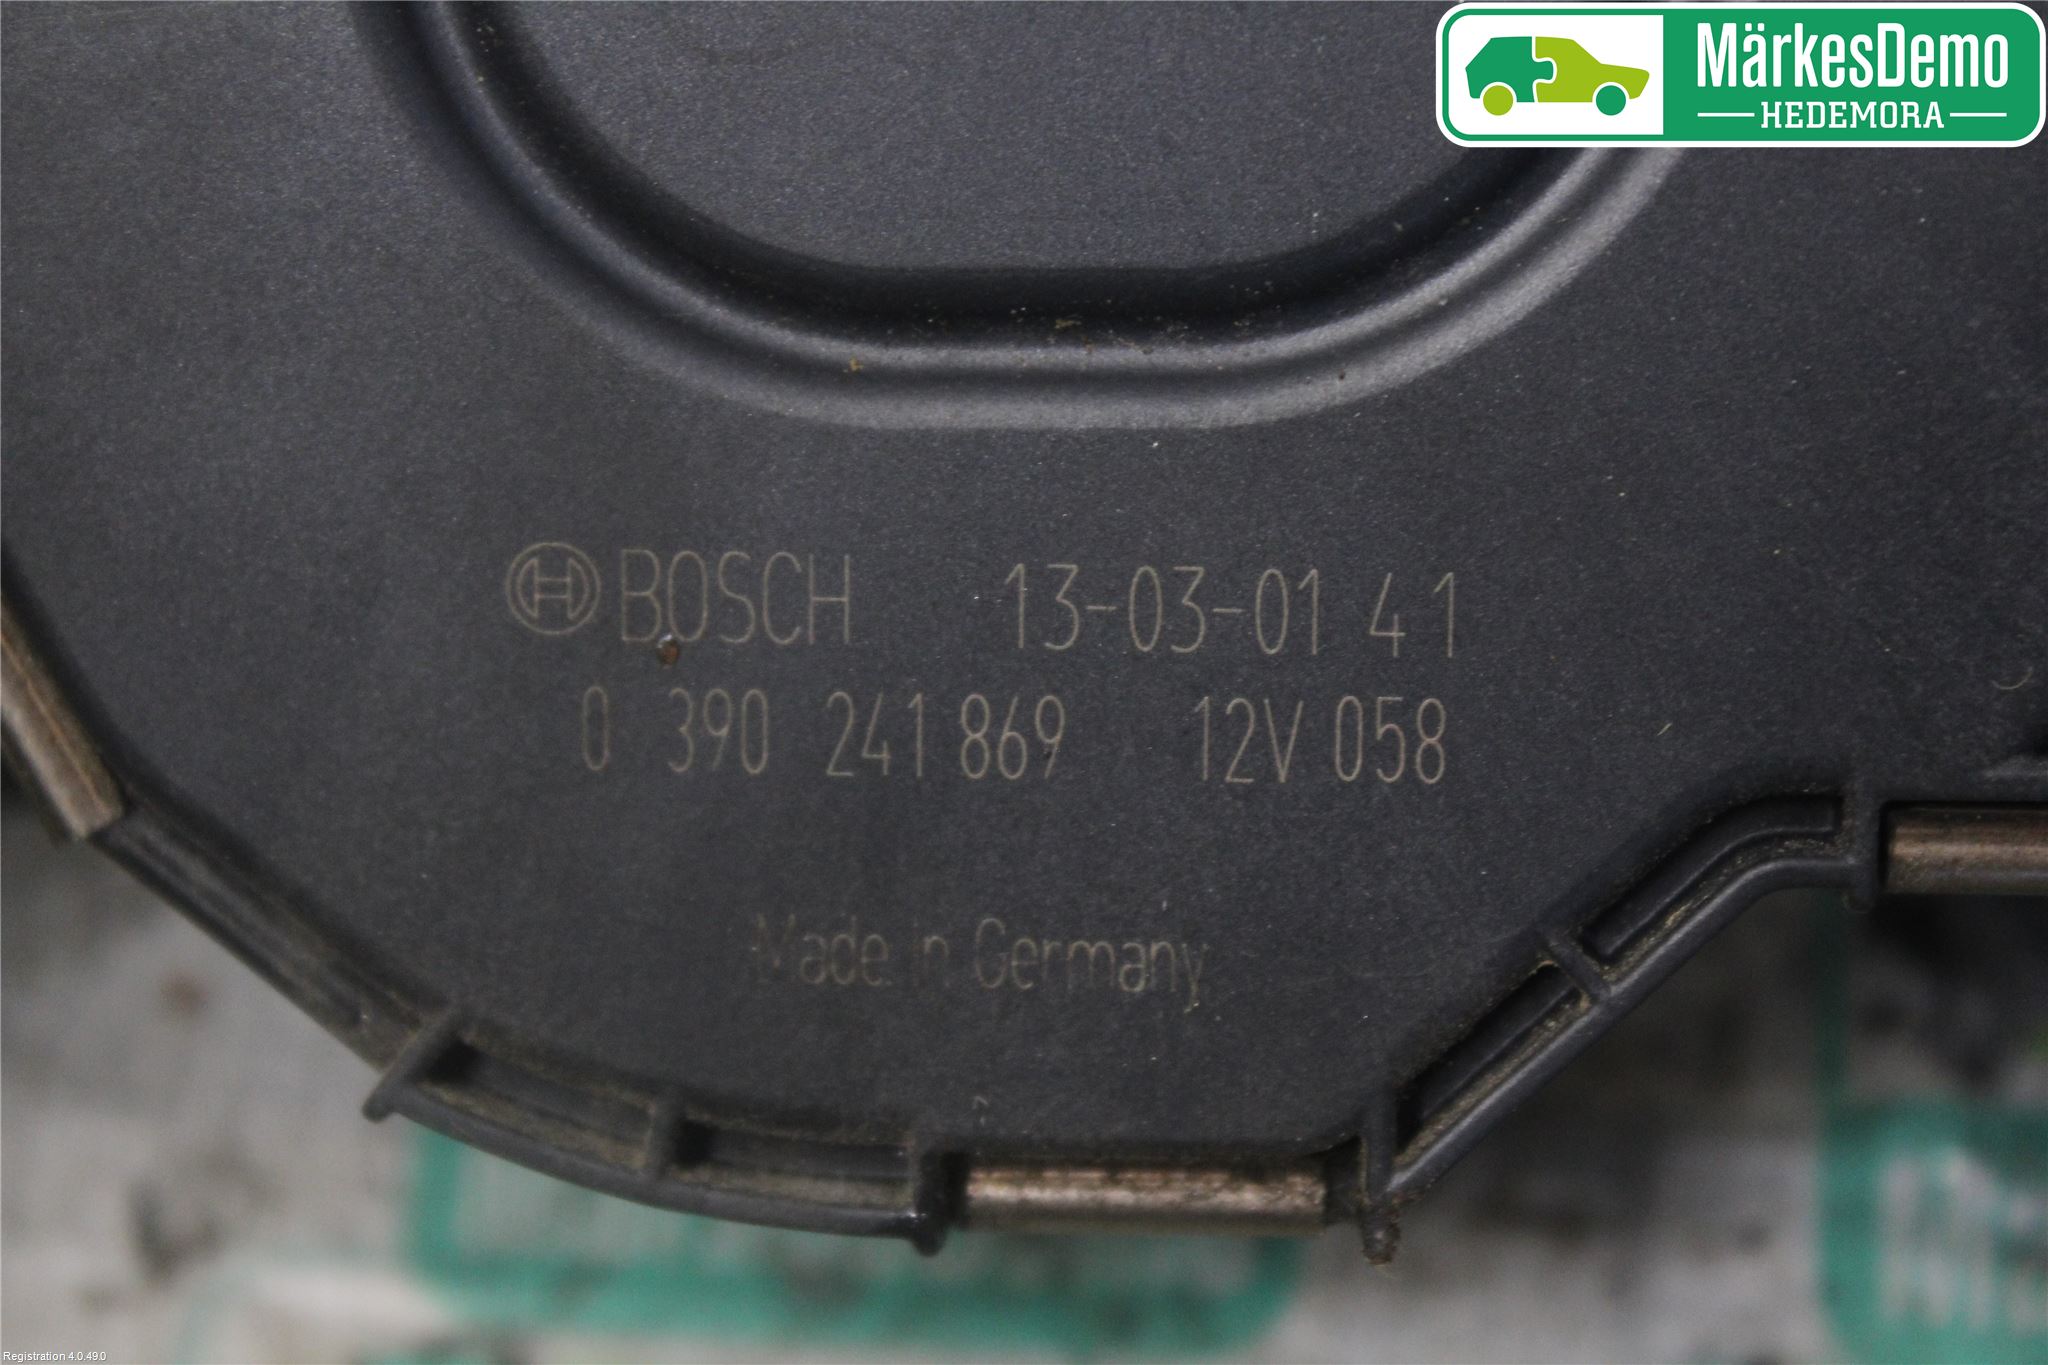 MärkesDemo
HEDEMORA
BOSCH 13-03-01 41
0 390 241 869 12V 058
Made in Germany
Registration 4.0.49.0